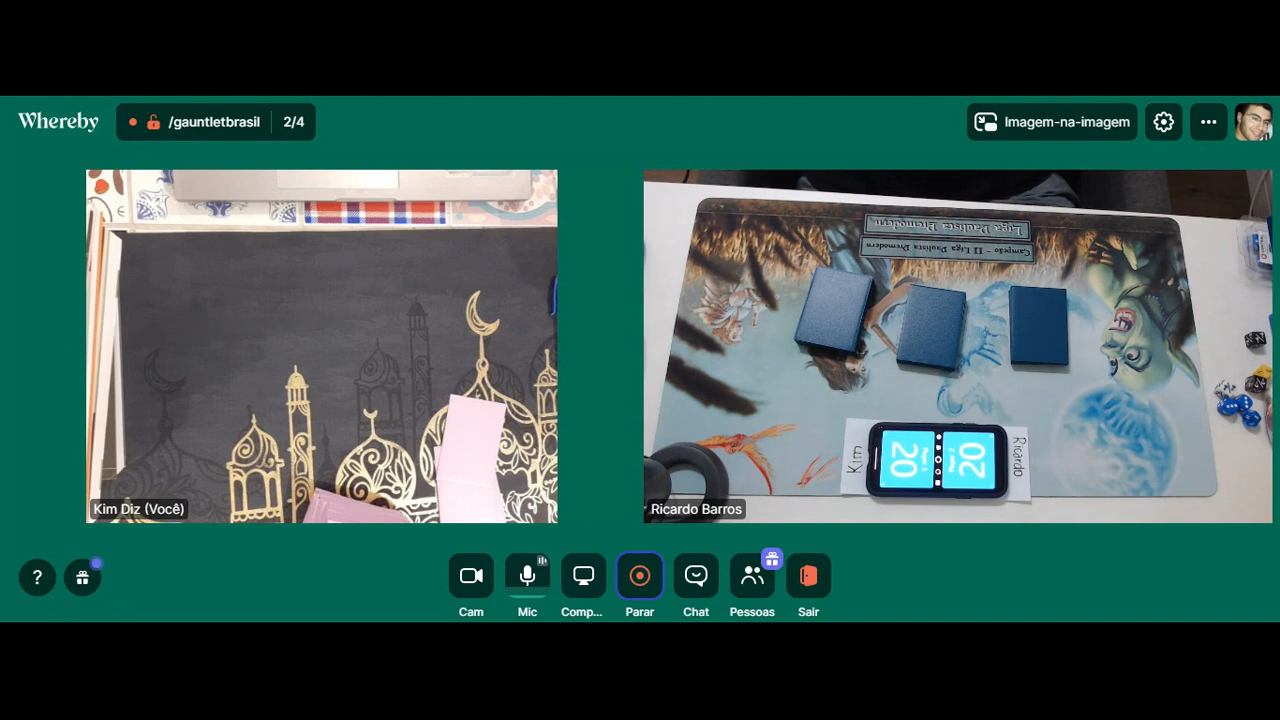 Whereby
/gauntletbrasil
2/4
Imagem-na-imagem
Liga Paulista Premodern
Campeão - II Liga Paulista Premodern
Kim
20
20
Ricardo
Kim Diz (Você)
Ricardo Barros
?
Cam
Mic
Comp...
Parar
Chat
Pessoas
Sair